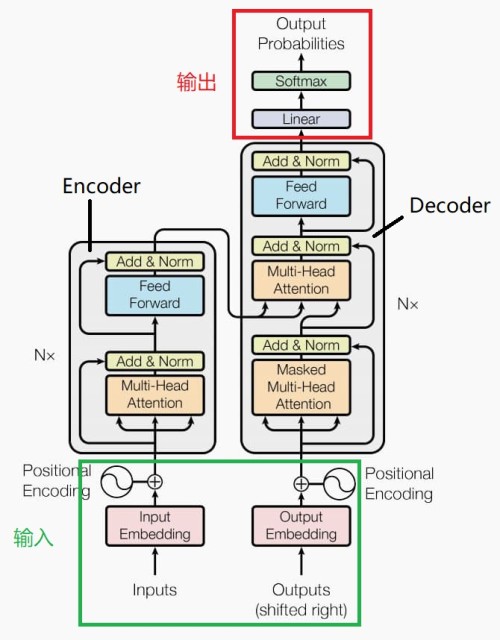 Output
Probabilities
输出
Softmax
Linear
Add & Norm
Feed
Forward
Encoder
Decoder
Add & Norm
Multi-Head
Attention
Add & Norm
Feed
Forward
N×
N×
Add & Norm
Masked
Multi-Head
Attention
Add & Norm
Multi-Head
Attention
Positional
Encoding
Positional
Encoding
输入
Input
Embedding
Output
Embedding
Inputs
Outputs
(shifted right)